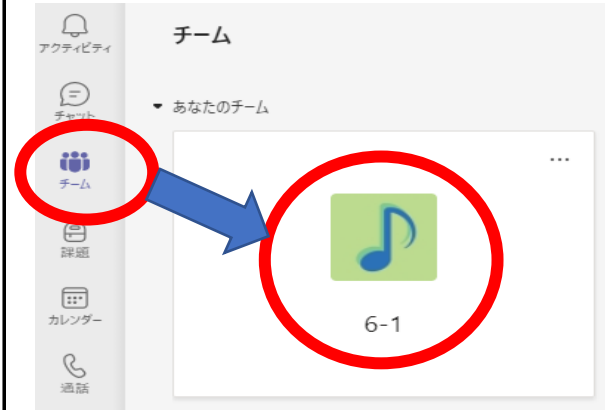 アクティビティ
チャット
チーム
課題
カレンダー
通話
チーム
あなたのチーム
...
6-1